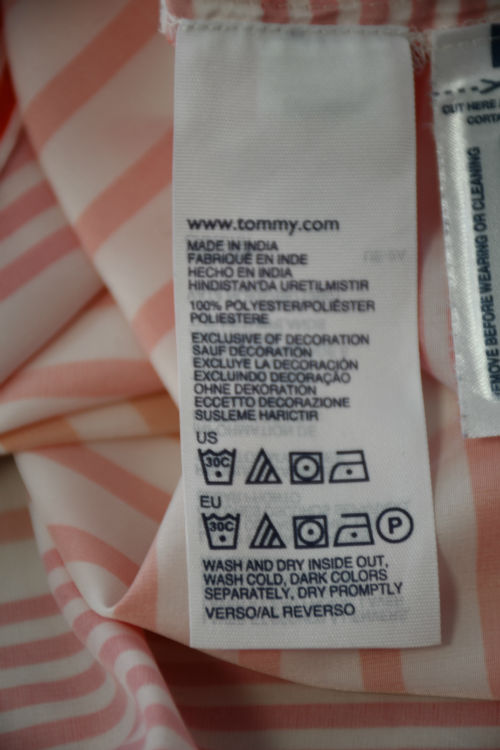 www.tommy.com
MADE IN INDIA
FABRIQUÉ EN INDE
HECHO EN INDIA
HINDISTAN'DA URETILMISTIR
100% POLYESTER/POLIÉSTER
POLIESTERE
EXCLUSIVE OF DECORATION
SAUF DÉCORATION
EXCLUYE LA DECORACIÓN
EXCLUINDO DECORAÇÃO
OHNE DEKORATION
ECCETTO DECORAZIONE
SUSLEME HARICTIR
US
30C
EU
30C P
WASH AND DRY INSIDE OUT,
WASH COLD, DARK COLORS
SEPARATELY, DRY PROMPTLY
VERSO/AL REVERSO
CUT HERE
BEFORE WEARING OR CLEANING